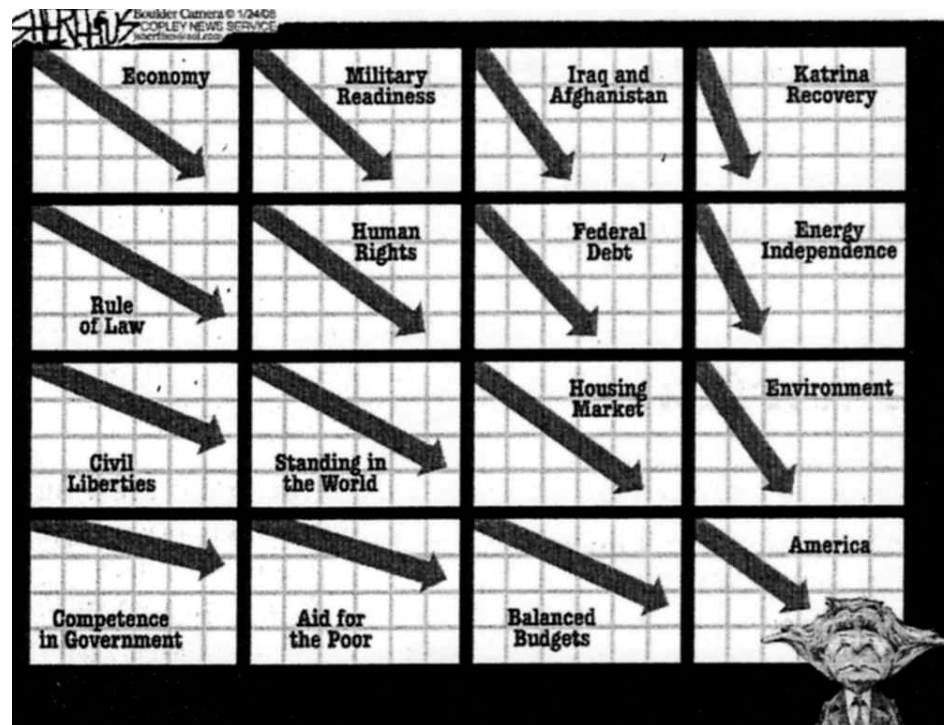 SHERFFIUS
Boulder Camera © 1/24/08
COPLEY NEWS SERVICE
Economy
Military
Readiness
Iraq and
Afghanistan
Katrina
Recovery
Rule
of Law
Human
Rights
Federal
Debt
Energy
Independence
Civil
Liberties
Standing in
the World
Housing
Market
Environment
Competence
in Government
Aid for
the Poor
Balanced
Budgets
America